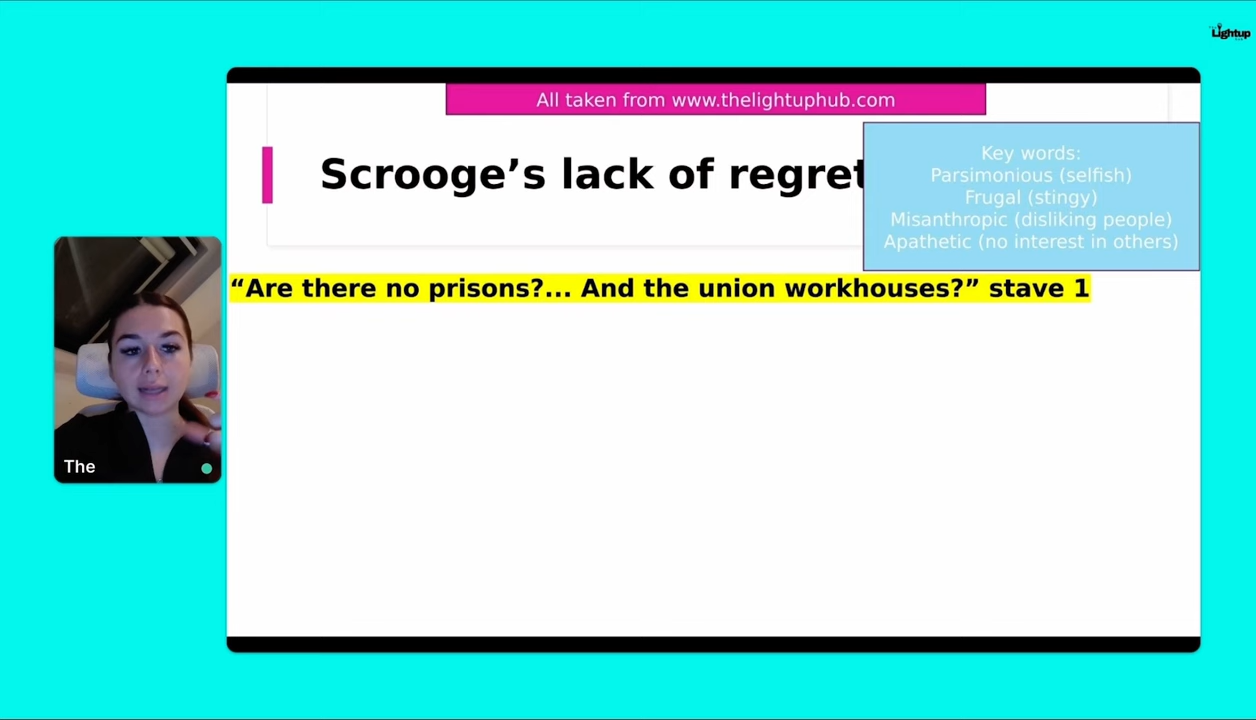 Lightup
All taken from www.thelightuphub.com
Scrooge’s lack of regret
Key words:
Parsimonious (selfish)
Frugal (stingy)
Misanthropic (disliking people)
Apathetic (no interest in others)
“Are there no prisons?... And the union workhouses?” stave 1
The